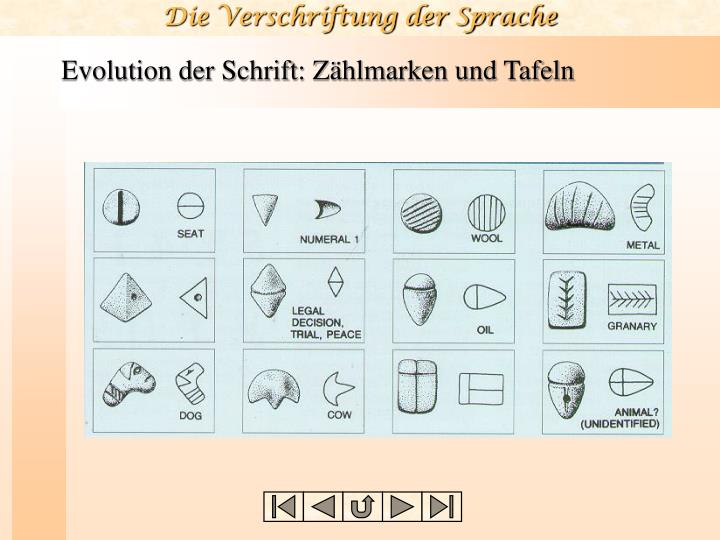 Die Verschriftung der Sprache
Evolution der Schrift: Zählmarken und Tafeln
SEAT
NUMERAL 1
WOOL
METAL
LEGAL
DECISION,
TRIAL, PEACE
OIL
GRANARY
DOG
COW
ANIMAL?
(UNIDENTIFIED)